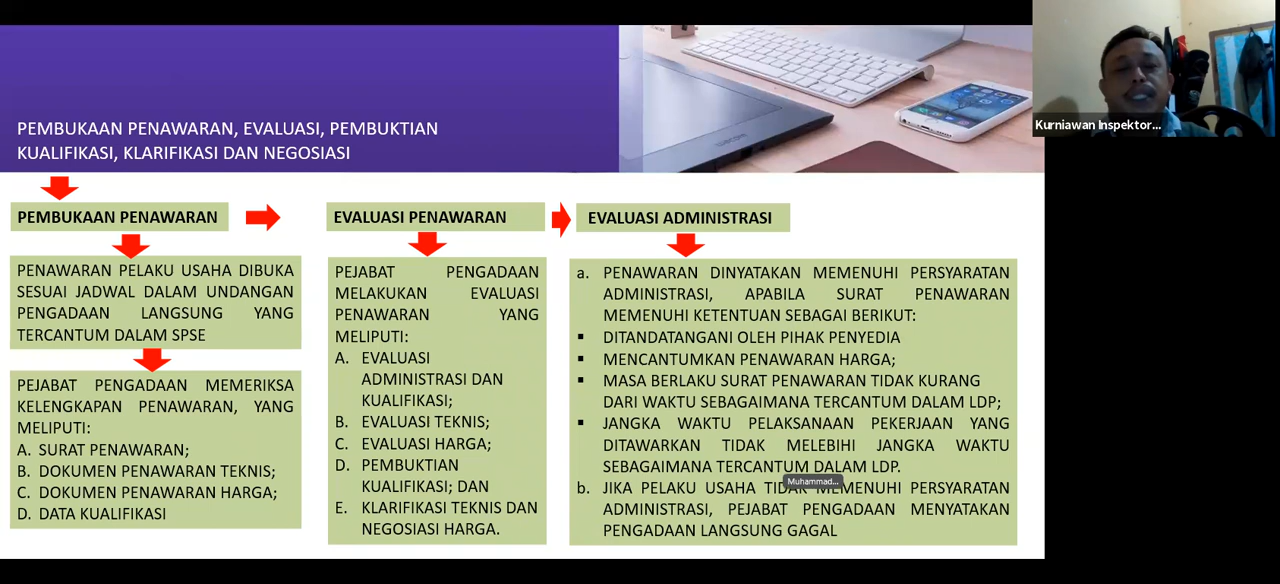 PEMBUKAAN PENAWARAN, EVALUASI, PEMBUKTIAN
KUALIFIKASI, KLARIFIKASI DAN NEGOSIASI
Kurniawan Inspektor...
PEMBUKAAN PENAWARAN
PENAWARAN PELAKU USAHA DIBUKA
SESUAI JADWAL DALAM UNDANGAN
PENGADAAN LANGSUNG YANG
TERCANTUM DALAM SPSE
PEJABAT PENGADAAN MEMERIKSA
KELENGKAPAN PENAWARAN, YANG
MELIPUTI:
A. SURAT PENAWARAN;
B. DOKUMEN PENAWARAN TEKNIS;
C. DOKUMEN PENAWARAN HARGA;
D. DATA KUALIFIKASI
EVALUASI PENAWARAN
PEJABAT PENGADAAN
MELAKUKAN EVALUASI
PENAWARAN YANG
MELIPUTI:
A. EVALUASI
ADMINISTRASI DAN
KUALIFIKASI;
B. EVALUASI TEKNIS;
C. EVALUASI HARGA;
D. PEMBUKTIAN
KUALIFIKASI; DAN
E. KLARIFIKASI TEKNIS DAN
NEGOSIASI HARGA.
EVALUASI ADMINISTRASI
a. PENAWARAN DINYATAKAN MEMENUHI PERSYARATAN
ADMINISTRASI, APABILA SURAT PENAWARAN
MEMENUHI KETENTUAN SEBAGAI BERIKUT:
▪ DITANDATANGANI OLEH PIHAK PENYEDIA
▪ MENCANTUMKAN PENAWARAN HARGA;
▪ MASA BERLAKU SURAT PENAWARAN TIDAK KURANG
DARI WAKTU SEBAGAIMANA TERCANTUM DALAM LDP;
▪ JANGKA WAKTU PELAKSANAAN PEKERJAAN YANG
DITAWARKAN TIDAK MELEBIHI JANGKA WAKTU
SEBAGAIMANA TERCANTUM DALAM LDP.
Muhammad...
b. JIKA PELAKU USAHA TIDAK MEMENUHI PERSYARATAN
ADMINISTRASI, PEJABAT PENGADAAN MENYATAKAN
PENGADAAN LANGSUNG GAGAL